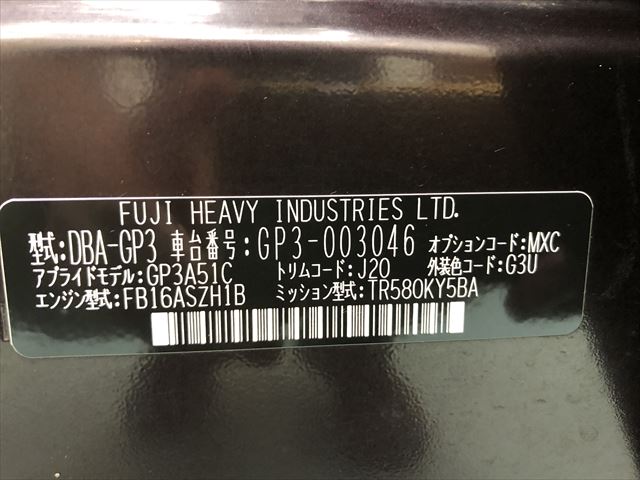 FUJI HEAVY INDUSTRIES LTD.
型式:DBA-GP3 車台番号:GP3-003046 オプションコード:MXC
アプライドモデル:GP3A51C トリムコード:J20 外装色コード:G3U
エンジン型式:FB16ASZH1B ミッション型式:TR580KY5BA